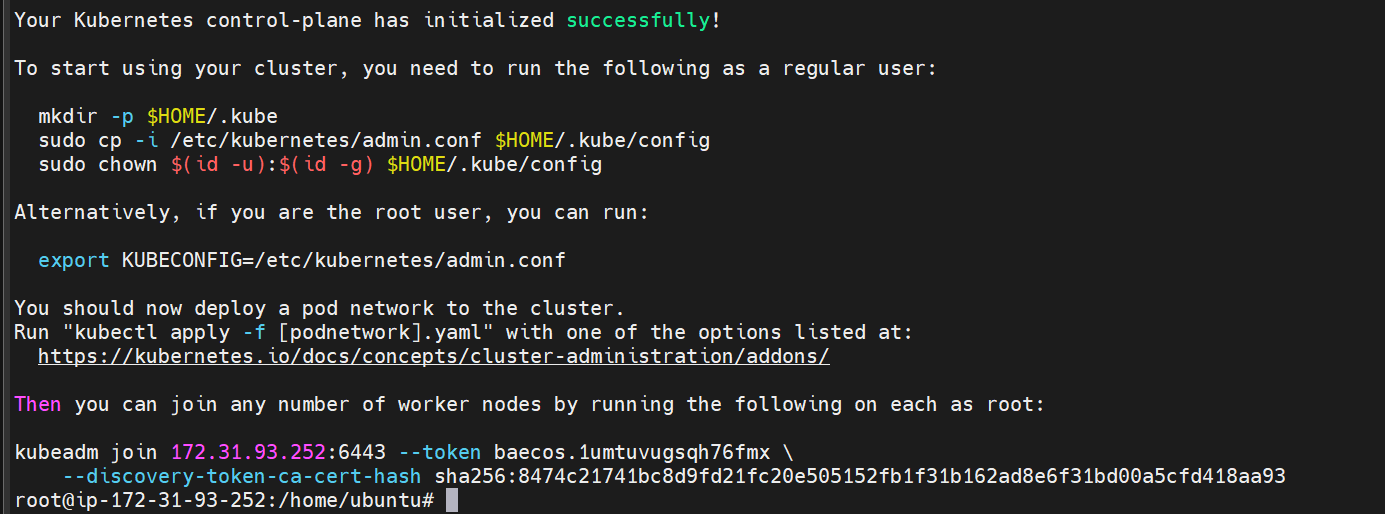 Your Kubernetes control-plane has initialized successfully!
To start using your cluster, you need to run the following as a regular user:
mkdir -p $HOME/.kube
sudo cp -i /etc/kubernetes/admin.conf $HOME/.kube/config
sudo chown $(id -u):$(id -g) $HOME/.kube/config
Alternatively, if you are the root user, you can run:
export KUBECONFIG=/etc/kubernetes/admin.conf
You should now deploy a pod network to the cluster.
Run "kubectl apply -f [podnetwork].yaml" with one of the options listed at:
https://kubernetes.io/docs/concepts/cluster-administration/addons/
Then you can join any number of worker nodes by running the following on each as root:
kubeadm join 172.31.93.252:6443 --token baecos.1umtuvugsqh76fmx \
--discovery-token-ca-cert-hash sha256:8474c21741bc8d9fd21fc20e505152fb1f31b162ad8e6f31bd00a5cfd418aa93
root@ip-172-31-93-252:/home/ubuntu#